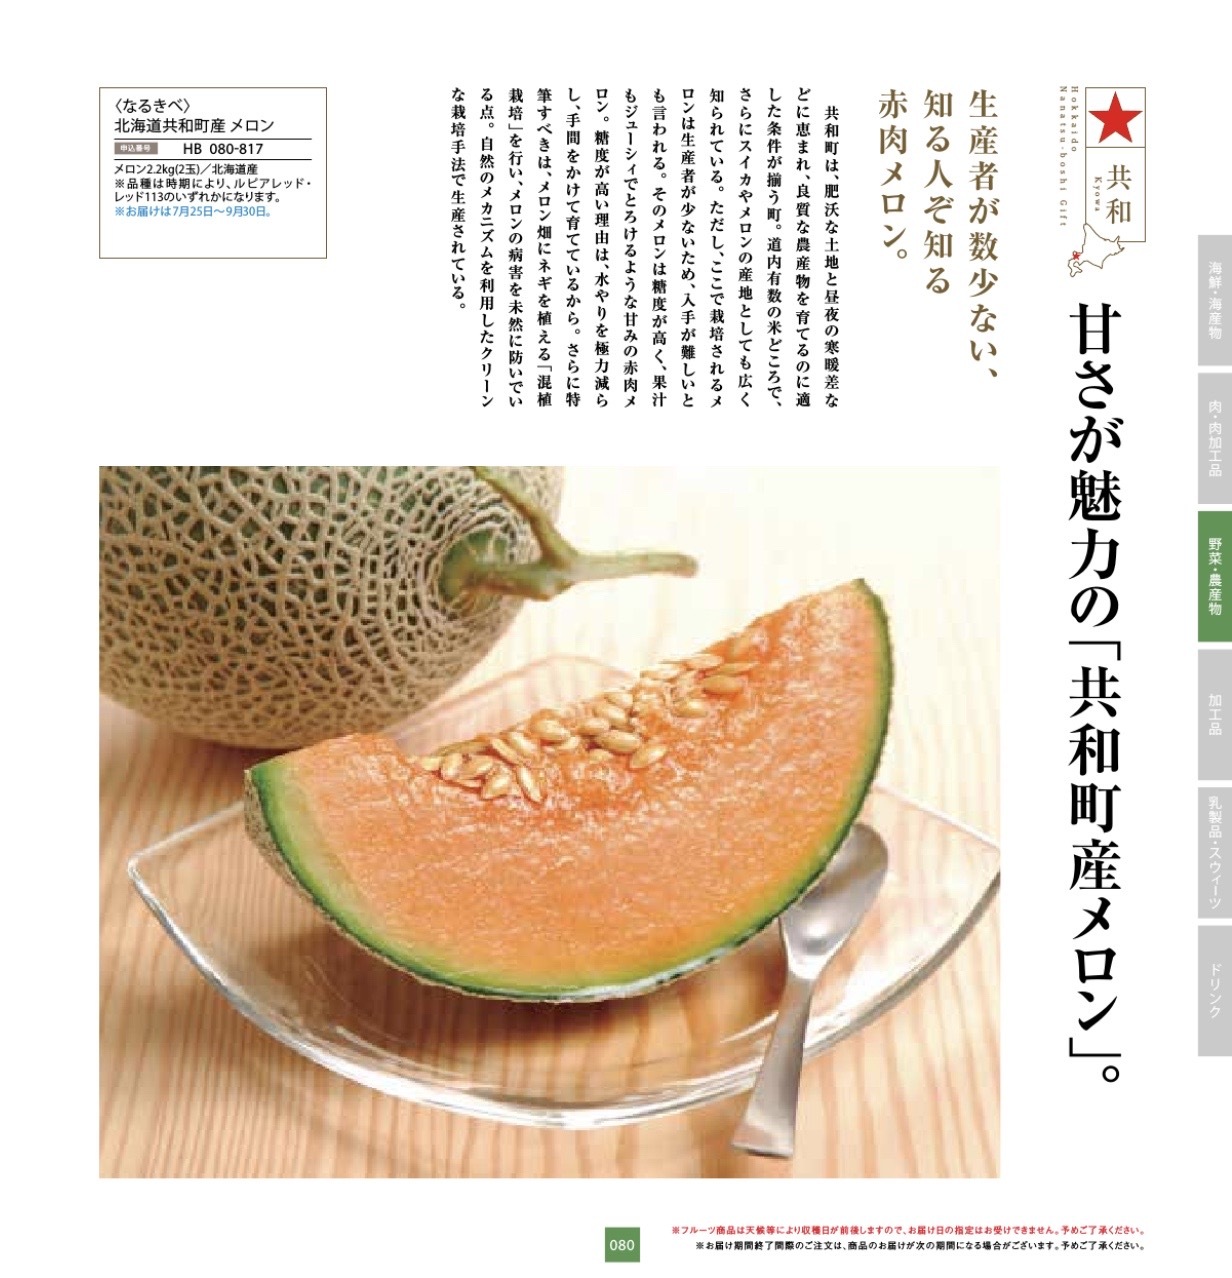 Hokkaido
Nanatsu-boshi Gift
共和
Kyowa
甘さが魅力の「共和町産メロン」。
生産者が数少ない、
知る人ぞ知る
赤肉メロン。
共和町は、肥沃な土地と昼夜の寒暖差な
どに恵まれ、良質な農産物を育てるのに適
した条件が揃う町。道内有数の米どころで、
さらにスイカやメロンの産地としても広く
知られている。ただし、ここで栽培されるメ
ロンは生産者が少ないため、入手が難しいと
も言われる。そのメロンは糖度が高く、果汁
もジューシィでとろけるような甘みの赤肉メ
ロン。糖度が高い理由は、水やりを極力減ら
し、手間をかけて育てているから。さらに特
筆すべきは、メロン畑にネギを植える「混植
栽培」を行い、メロンの病害を未然に防いでい
る点。自然のメカニズムを利用したクリーン
な栽培手法で生産されている。
〈なるきべ〉
北海道共和町産 メロン
申込番号 HB 080-817
メロン2.2kg(2玉)／北海道産
※品種は時期により、ルピアレッド・
レッド113のいずれかになります。
※お届けは7月25日〜9月30日。
海鮮・海産物
肉・肉加工品
野菜・農産物
加工品
乳製品・スウィーツ
ドリンク
080
※フルーツ商品は天候等により収穫日が前後しますので、お届け日の指定はお受けできません。予めご了承ください。
※お届け期間終了間際のご注文は、商品のお届けが次の期間になる場合がございます。予めご了承ください。